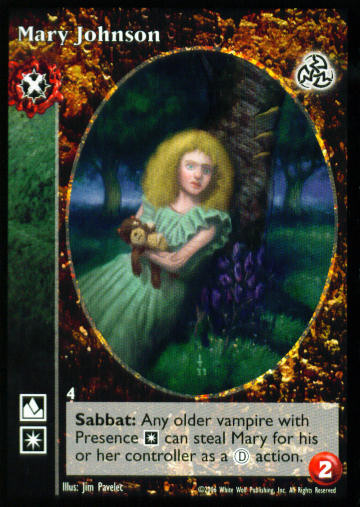 Mary Johnson
4
Sabbat: Any older vampire with
Presence can steal Mary for his
or her controller as a D action.
2
Illus: Jim Pavelec
©2006 White Wolf Publishing, Inc. All Rights Reserved